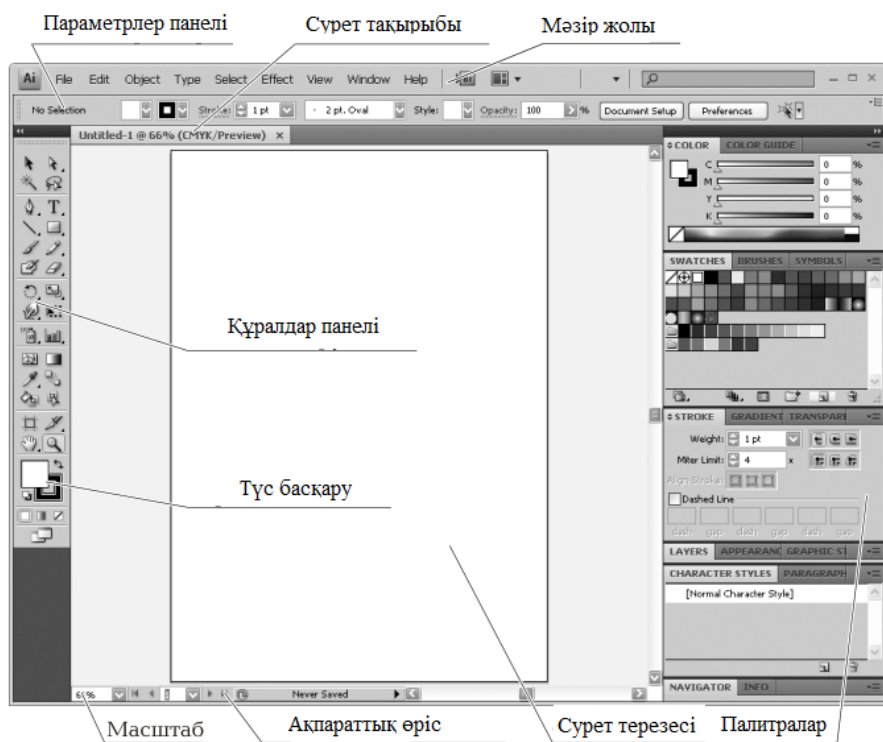 Параметрлер панелі Сурет тақырыбы Мәзір жолы
Ai File Edit Object Type Select Effect View Window Help Br
No Selection Stroke: 1 pt 2 pt. Oval Style: Opacity: 100 % Document Setup Preferences
Untitled-1 @ 66% (CMYK/Preview) ×
COLOR COLOR GUIDE
C 0 %
M 0 %
Y 0 %
K 0 %
SWATCHES BRUSHES SYMBOLS
Құралдар панелі
STROKE GRADIENT TRANSPARE
Weight: 1 pt
Miter Limit: 4 x
Align Stroke:
Түс басқару
Dashed Line
dash gap dash gap dash gap
LAYERS APPEARANC GRAPHIC ST
CHARACTER STYLES PARAGRAPH
[Normal Character Style]
NAVIGATOR INFO
66% Never Saved
Масштаб Ақпараттық өріс Сурет терезесі Палитралар